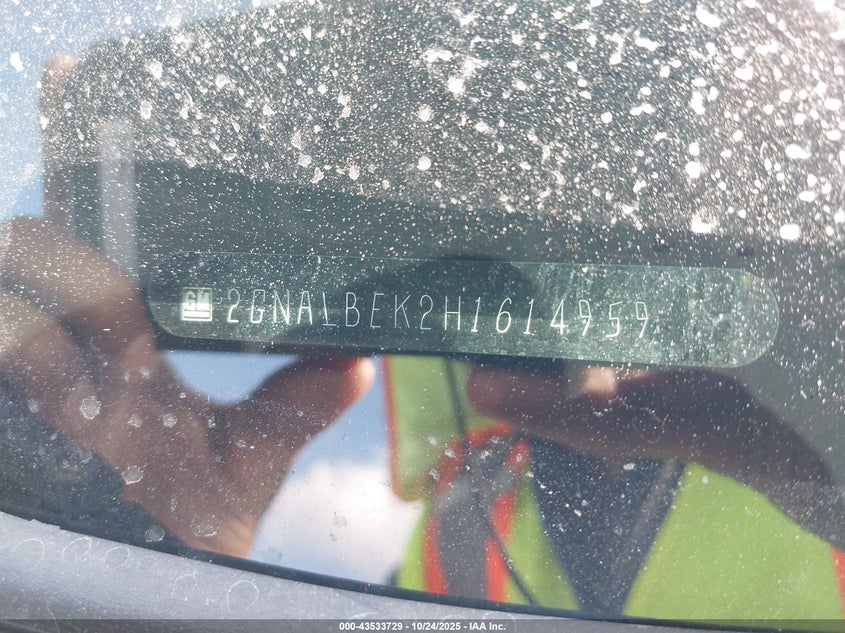 GM 2GNALBEK2H1614959
000-43533729 - 10/24/2025 - IAA Inc.